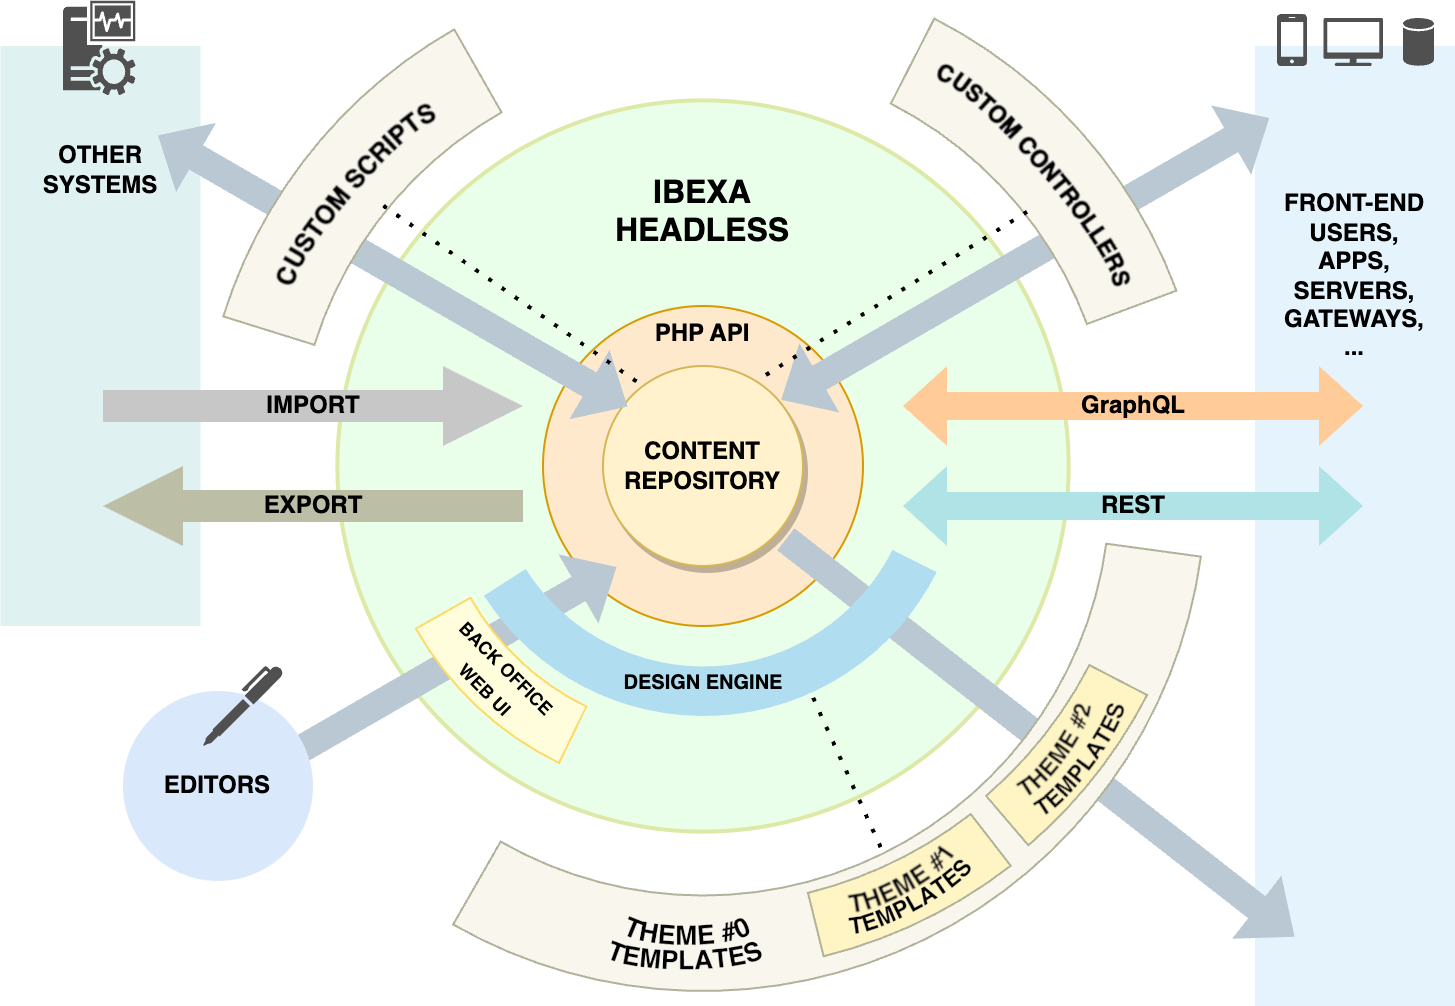 OTHER
SYSTEMS
CUSTOM SCRIPTS
IBEXA
HEADLESS
CUSTOM CONTROLLERS
FRONT-END
USERS,
APPS,
SERVERS,
GATEWAYS,
...
PHP API
IMPORT
GraphQL
CONTENT
REPOSITORY
EXPORT
REST
BACK OFFICE
WEB UI
DESIGN ENGINE
EDITORS
THEME #2
TEMPLATES
THEME #1
TEMPLATES
THEME #0
TEMPLATES